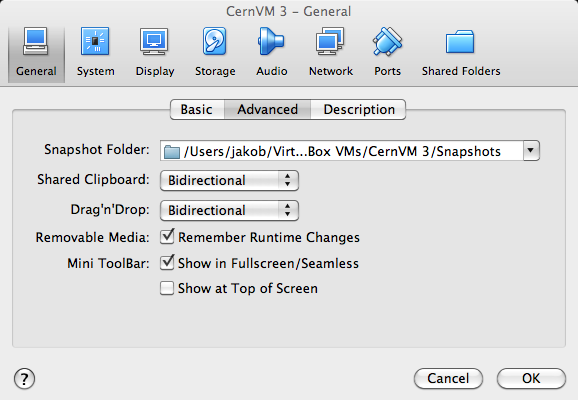 CernVM 3 – General
General System Display Storage Audio Network Ports Shared Folders
Basic Advanced Description
Snapshot Folder: /Users/jakob/Virt...Box VMs/CernVM 3/Snapshots
Shared Clipboard: Bidirectional
Drag'n'Drop: Bidirectional
Removable Media: Remember Runtime Changes
Mini ToolBar: Show in Fullscreen/Seamless
Show at Top of Screen
? Cancel OK